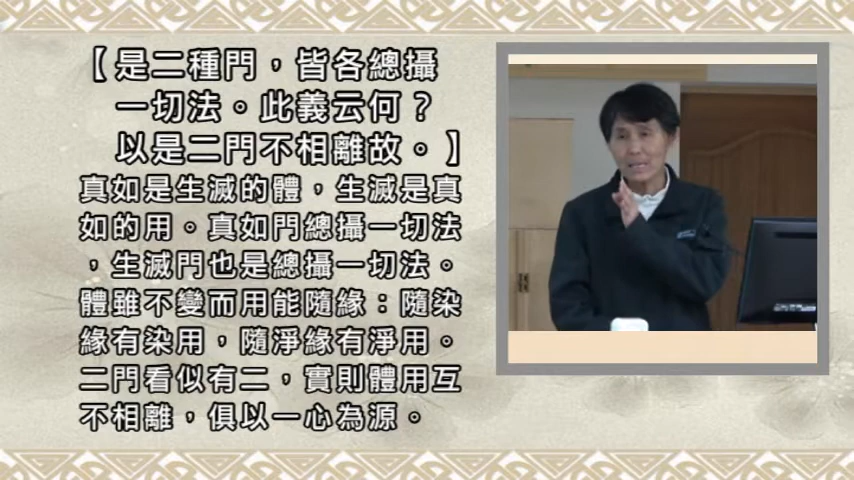 【是二種門，皆各總攝
一切法。此義云何？
以是二門不相離故。】
真如是生滅的體，生滅是真
如的用。真如門總攝一切法
，生滅門也是總攝一切法。
體雖不變而用能隨緣：隨染
緣有染用，隨淨緣有淨用。
二門看似有二，實則體用互
不相離，俱以一心為源。